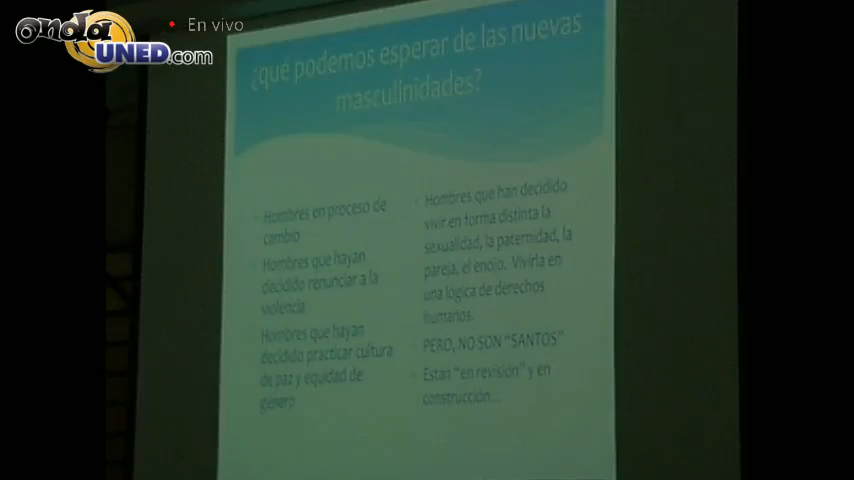 onda
UNED.com
En vivo
¿qué podemos esperar de las nuevas
masculinidades?
Hombres en proceso de
cambio
Hombres que hayan
decidido renunciar a la
violencia
Hombres que hayan
decidido practicar cultura
de paz y equidad de
género
Hombres que han decidido
vivir en forma distinta la
sexualidad, la paternidad, la
pareja, el enojo. Vivirla en
una lógica de derechos
humanos.
PERO, NO SON "SANTOS"
Estan "en revisión" y en
construcción...